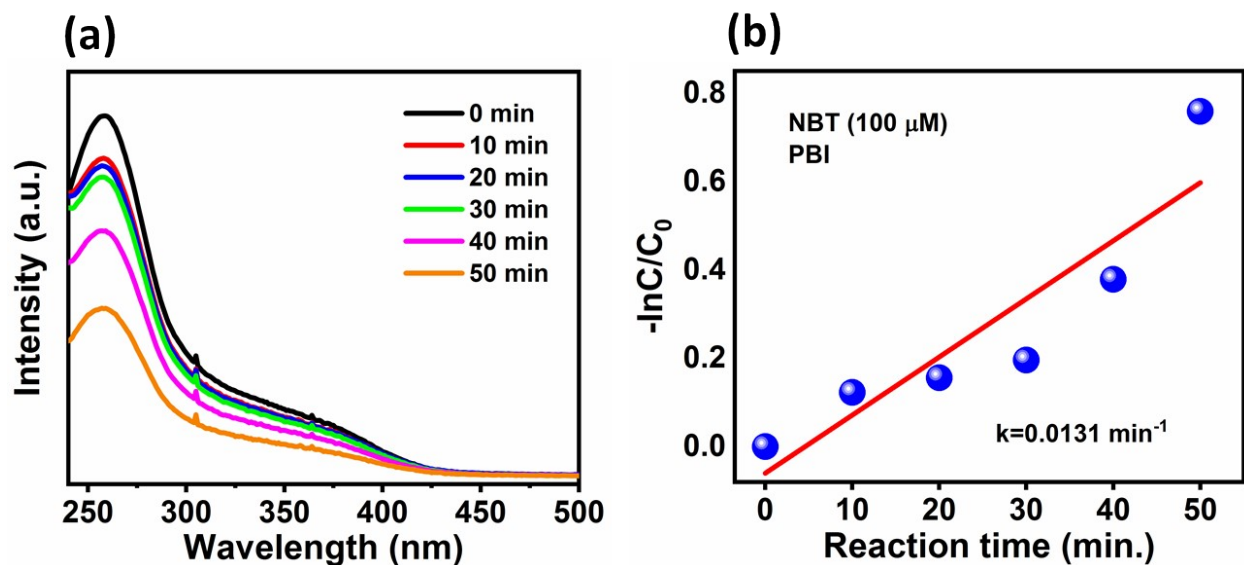 (a)
Intensity (a.u.)
0 min
10 min
20 min
30 min
40 min
50 min
250 300 350 400 450 500
Wavelength (nm)
(b)
-lnC/C₀
0.8
0.6
0.4
0.2
0.0
NBT (100 μM)
PBI
k=0.0131 min⁻¹
0 10 20 30 40 50
Reaction time (min.)